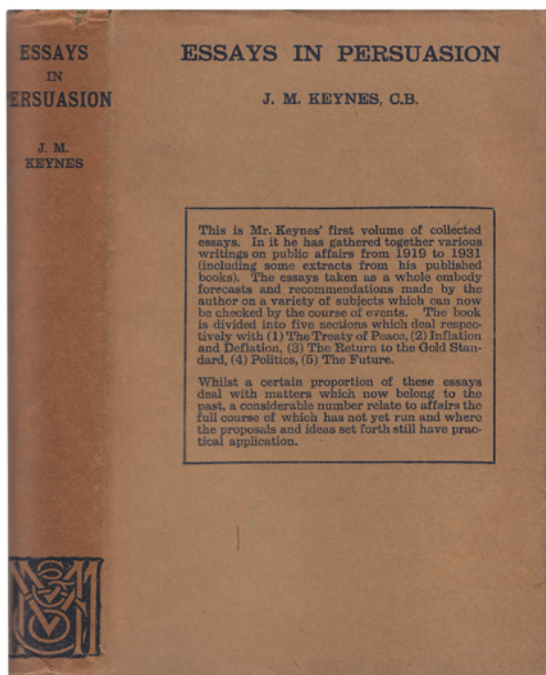 ESSAYS
IN
PERSUASION
J. M.
KEYNES
ESSAYS IN PERSUASION
J. M. KEYNES, C.B.
This is Mr. Keynes' first volume of collected
essays. In it he has gathered together various
writings on public affairs from 1919 to 1931
(including some extracts from his published
books). The essays taken as a whole embody
forecasts and recommendations made by the
author on a variety of subjects which can now
be checked by the course of events. The book
is divided into five sections which deal respec-
tively with (1) The Treaty of Peace, (2) Inflation
and Deflation, (3) The Return to the Gold Stan-
dard, (4) Politics, (5) The Future.
Whilst a certain proportion of these essays
deal with matters which now belong to the
past, a considerable number relate to affairs the
full course of which has not yet run and where
the proposals and ideas set forth still have prac-
tical application.